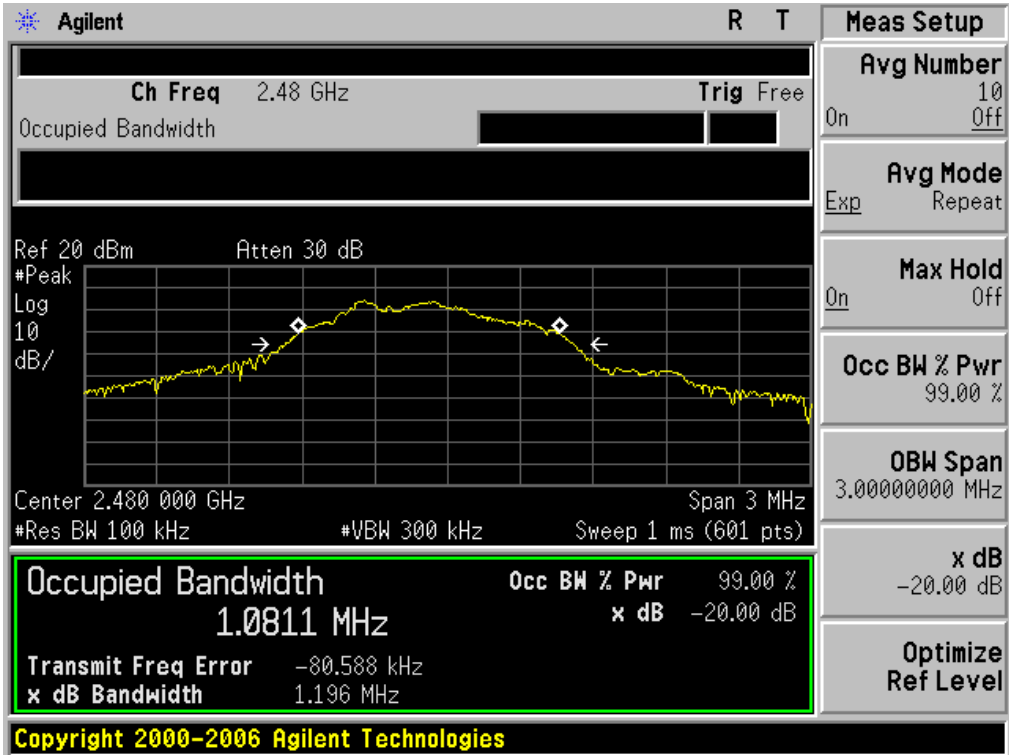 Agilent R T Meas Setup
Avg Number
10
On Off
Ch Freq 2.48 GHz Trig Free
Occupied Bandwidth
Avg Mode
Exp Repeat
Ref 20 dBm Atten 30 dB
#Peak
Log
10
dB/
Max Hold
On Off
Occ BW % Pwr
99.00 %
OBW Span
3.00000000 MHz
Center 2.480 000 GHz Span 3 MHz
#Res BW 100 kHz #VBW 300 kHz Sweep 1 ms (601 pts)
Occupied Bandwidth Occ BW % Pwr 99.00 %
1.0811 MHz x dB -20.00 dB
Transmit Freq Error -80.588 kHz
x dB Bandwidth 1.196 MHz
x dB
-20.00 dB
Optimize
Ref Level
Copyright 2000-2006 Agilent Technologies